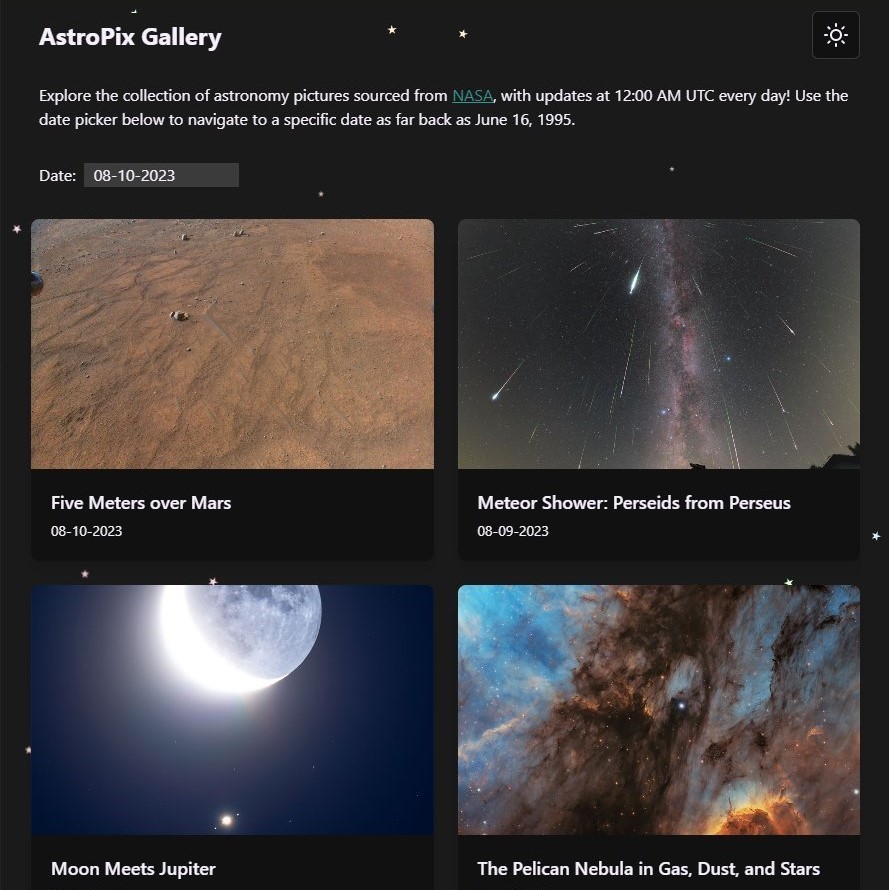 AstroPix Gallery
Explore the collection of astronomy pictures sourced from NASA, with updates at 12:00 AM UTC every day! Use the
date picker below to navigate to a specific date as far back as June 16, 1995.
Date: 08-10-2023
Five Meters over Mars
08-10-2023
Meteor Shower: Perseids from Perseus
08-09-2023
Moon Meets Jupiter
The Pelican Nebula in Gas, Dust, and Stars